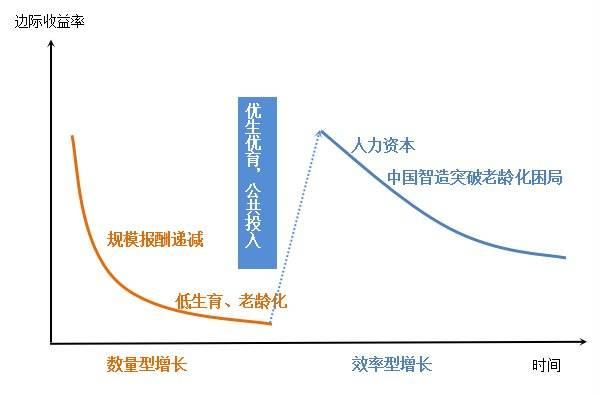 边际收益率
优生优育，公共投入
人力资本
中国智造突破老龄化困局
规模报酬递减
低生育、老龄化
数量型增长
效率型增长
时间